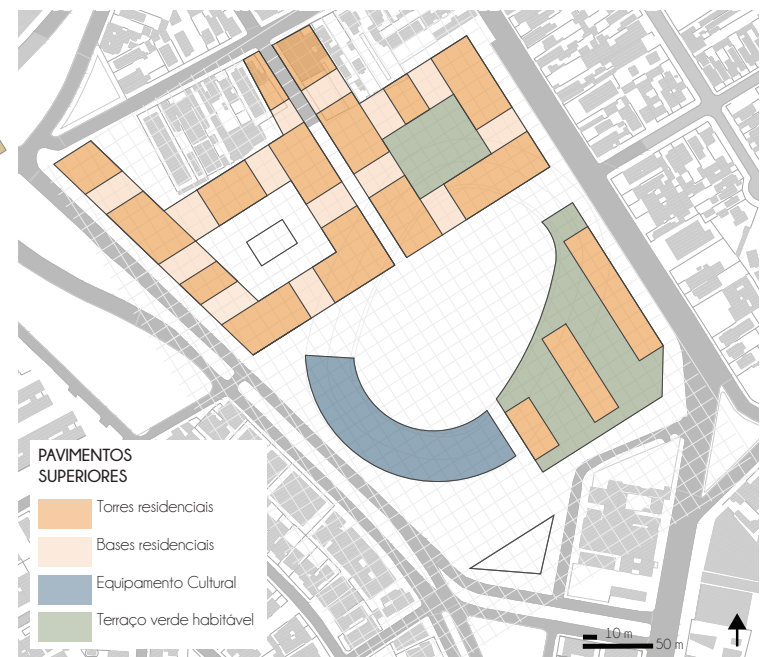 PAVIMENTOS
SUPERIORES
Torres residenciais
Bases residenciais
Equipamento Cultural
Terraço verde habitável
10 m
50 m